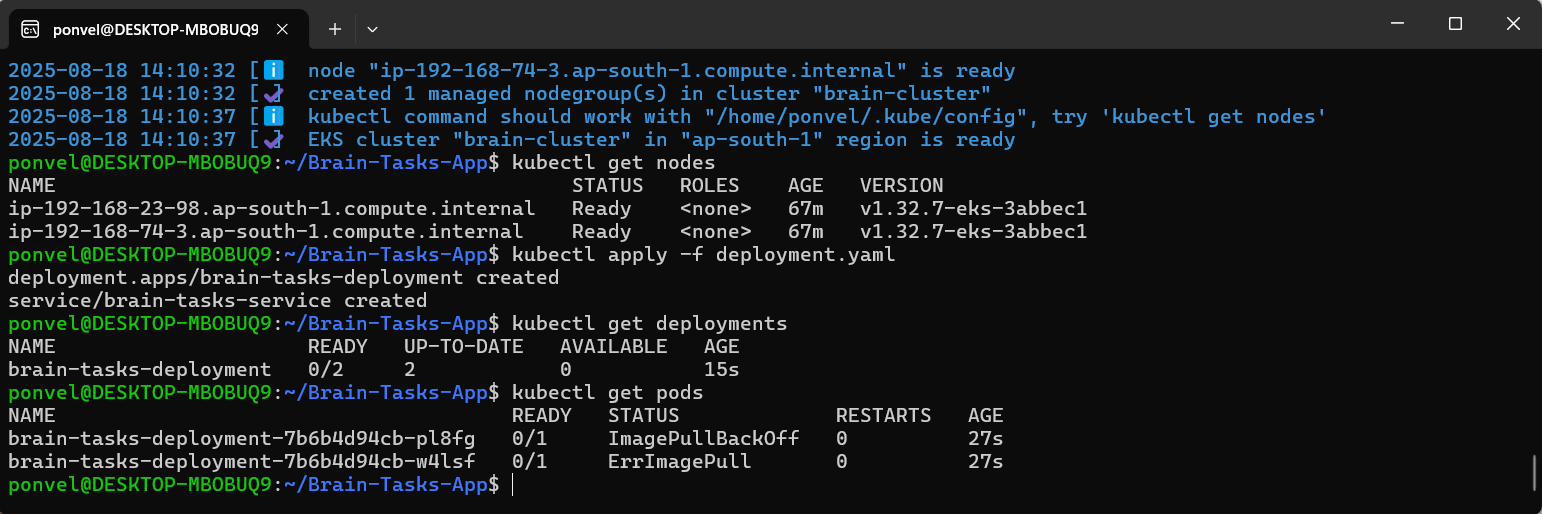 ponvel@DESKTOP-MBOBUQ9
2025-08-18 14:10:32 [ℹ]  node "ip-192-168-74-3.ap-south-1.compute.internal" is ready
2025-08-18 14:10:32 [✔]  created 1 managed nodegroup(s) in cluster "brain-cluster"
2025-08-18 14:10:37 [ℹ]  kubectl command should work with "/home/ponvel/.kube/config", try 'kubectl get nodes'
2025-08-18 14:10:37 [✔]  EKS cluster "brain-cluster" in "ap-south-1" region is ready
ponvel@DESKTOP-MBOBUQ9:~/Brain-Tasks-App$ kubectl get nodes
NAME                                           STATUS   ROLES    AGE   VERSION
ip-192-168-23-98.ap-south-1.compute.internal   Ready    <none>   67m   v1.32.7-eks-3abbec1
ip-192-168-74-3.ap-south-1.compute.internal    Ready    <none>   67m   v1.32.7-eks-3abbec1
ponvel@DESKTOP-MBOBUQ9:~/Brain-Tasks-App$ kubectl apply -f deployment.yaml
deployment.apps/brain-tasks-deployment created
service/brain-tasks-service created
ponvel@DESKTOP-MBOBUQ9:~/Brain-Tasks-App$ kubectl get deployments
NAME                     READY   UP-TO-DATE   AVAILABLE   AGE
brain-tasks-deployment   0/2     2            0           15s
ponvel@DESKTOP-MBOBUQ9:~/Brain-Tasks-App$ kubectl get pods
NAME                                      READY   STATUS             RESTARTS   AGE
brain-tasks-deployment-7b6b4d94cb-pl8fg   0/1     ImagePullBackOff   0          27s
brain-tasks-deployment-7b6b4d94cb-w4lsf   0/1     ErrImagePull       0          27s
ponvel@DESKTOP-MBOBUQ9:~/Brain-Tasks-App$